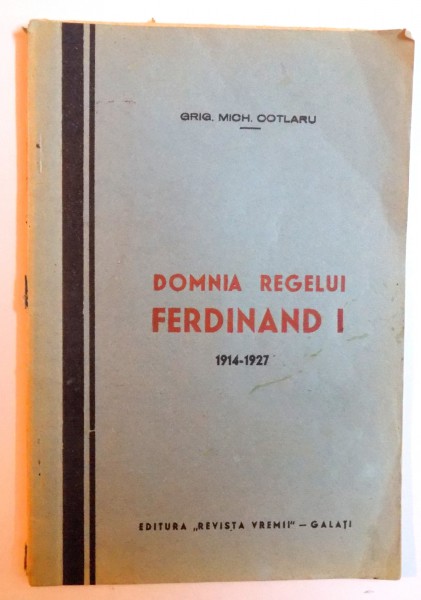 GRIG. MICH. COTLARU
DOMNIA REGELUI
FERDINAND I
1914-1927
EDITURA „REVISTA VREMII" — GALAȚI